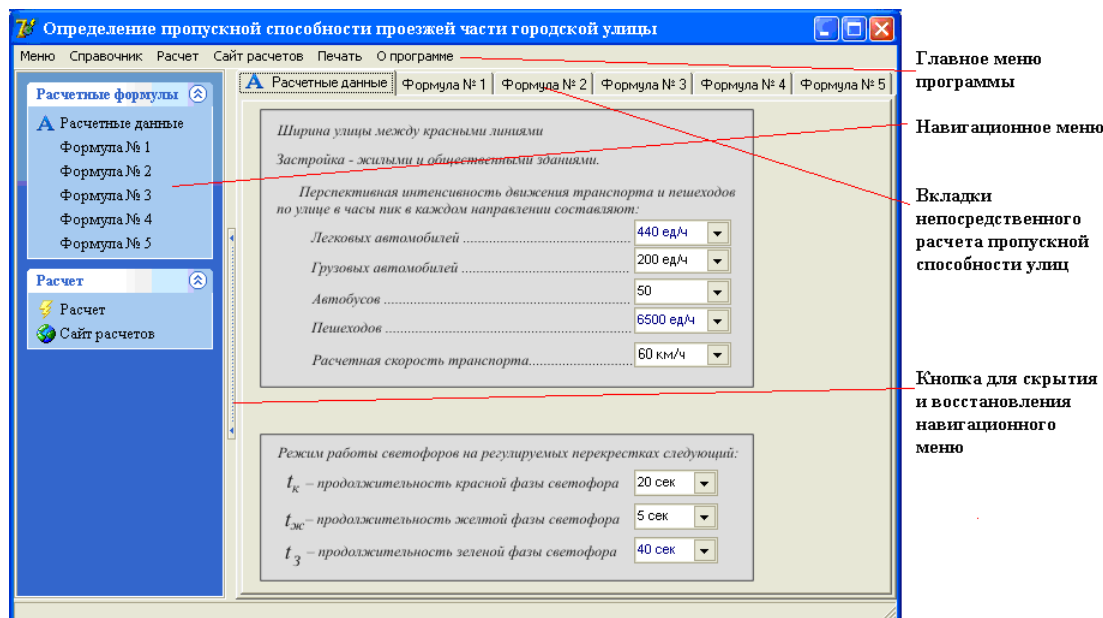 Определение пропускной способности проезжей части городской улицы
Меню Справочник Расчет Сайт расчетов Печать О программе
Расчетные формулы
Расчетные данные
Формула № 1
Формула № 2
Формула № 3
Формула № 4
Формула № 5
Расчет
Расчет
Сайт расчетов
А Расчетные данные Формула № 1 Формула № 2 Формула № 3 Формула № 4 Формула № 5
Ширина улицы между красными линиями
Застройка - жилыми и общественными зданиями.
Перспективная интенсивность движения транспорта и пешеходов
по улице в часы пик в каждом направлении составляют:
Легковых автомобилей ........ 440 ед/ч
Грузовых автомобилей ........ 200 ед/ч
Автобусов ........ 50
Пешеходов ........ 6500 ед/ч
Расчетная скорость транспорта........ 60 км/ч
Режим работы светофоров на регулируемых перекрестках следующий:
tк – продолжительность красной фазы светофора 20 сек
tж – продолжительность желтой фазы светофора 5 сек
tЗ – продолжительность зеленой фазы светофора 40 сек
Главное меню
программы
Навигационное меню
Вкладки
непосредственного
расчета пропускной
способности улиц
Кнопка для скрытия
и восстановления
навигационного
меню